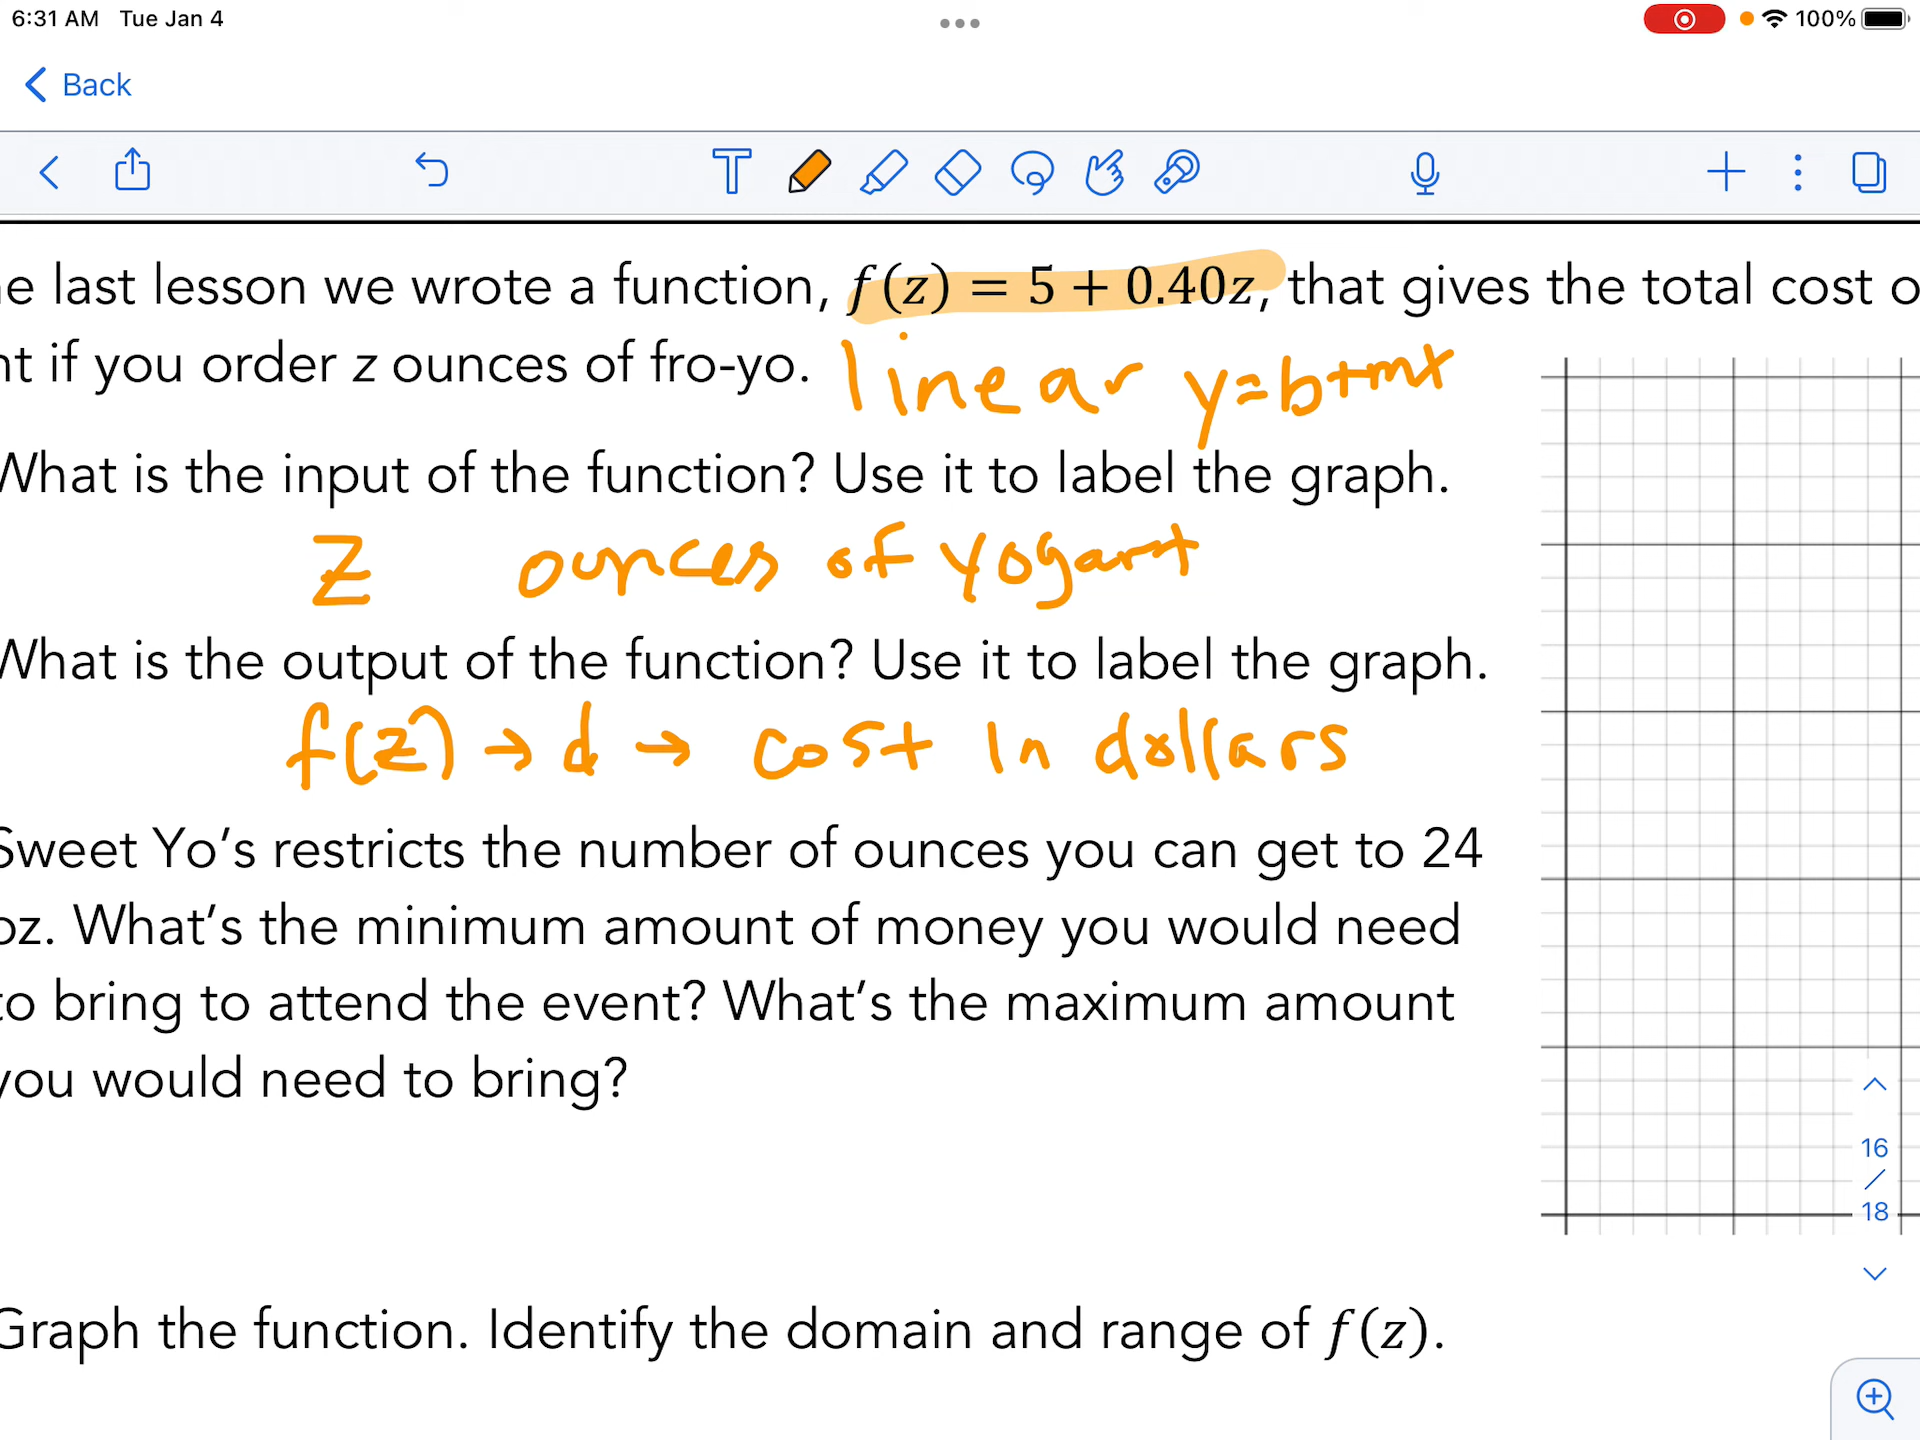 6:31 AM Tue Jan 4
100%
Back
e last lesson we wrote a function, f(z) = 5 + 0.40z, that gives the total cost o
nt if you order z ounces of fro-yo.
linear y=b+mx
What is the input of the function? Use it to label the graph.
z ounces of yogart
What is the output of the function? Use it to label the graph.
f(z) → d → cost in dollars
Sweet Yo's restricts the number of ounces you can get to 24
oz. What's the minimum amount of money you would need
to bring to attend the event? What's the maximum amount
you would need to bring?
16
/
18
Graph the function. Identify the domain and range of f(z).